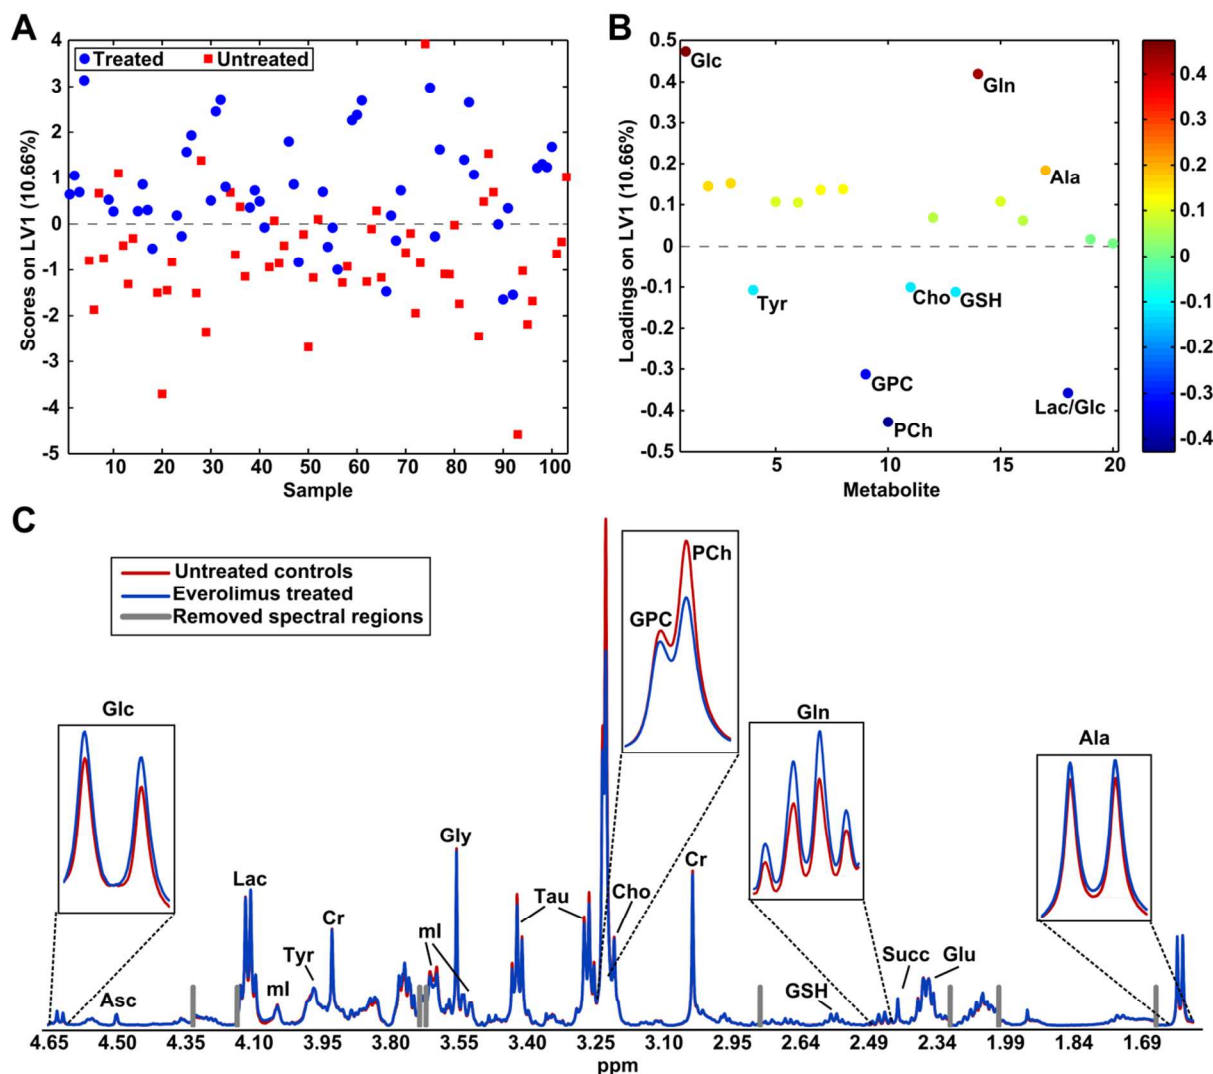 A
Treated
Untreated
Scores on LV1 (10.66%)
4
3
2
1
0
-1
-2
-3
-4
-5
10 20 30 40 50 60 70 80 90 100
Sample
B
Loadings on LV1 (10.66%)
0.5
0.4
0.3
0.2
0.1
0
-0.1
-0.2
-0.3
-0.4
-0.5
Glc
Gln
Ala
Tyr
Cho
GSH
GPC
PCh
Lac/Glc
5 10 15 20
Metabolite
0.4
0.3
0.2
0.1
0
-0.1
-0.2
-0.3
-0.4
C
Untreated controls
Everolimus treated
Removed spectral regions
Glc
GPC
PCh
Gln
Ala
Asc
Lac
mI
Tyr
Cr
mI
Gly
Tau
Cho
Cr
GSH
Succ
Glu
4.65 4.50 4.35 4.10 3.95 3.80 3.70 3.55 3.40 3.25 3.10 2.95 2.64 2.49 2.34 1.99 1.84 1.69
ppm